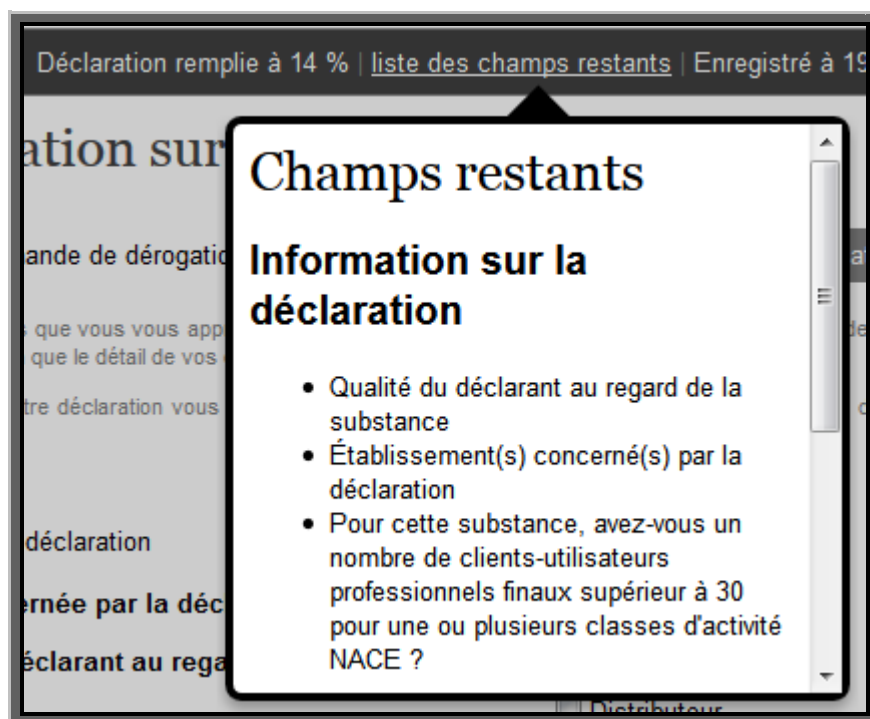 Déclaration remplie à 14 % | liste des champs restants | Enregistré à 19
ation sur
Champs restants
ande de dérogatio
Information sur la
déclaration
s que vous vous app
que le détail de vos
tre déclaration vous
Qualité du déclarant au regard de la
substance
Établissement(s) concerné(s) par la
déclaration
Pour cette substance, avez-vous un
nombre de clients-utilisateurs
professionnels finaux supérieur à 30
pour une ou plusieurs classes d'activité
NACE ?
déclaration
ernée par la déc
éclarant au rega
Distributeur